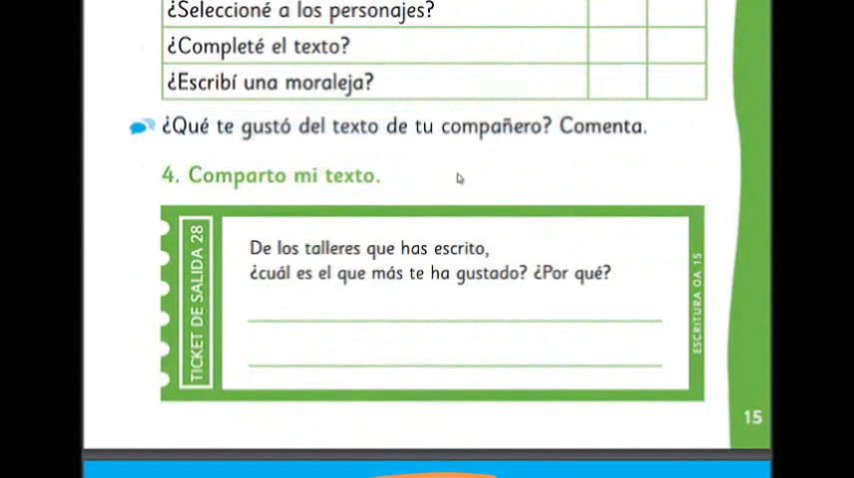 ¿Seleccioné a los personajes?
¿Completé el texto?
¿Escribí una moraleja?
¿Qué te gustó del texto de tu compañero? Comenta.
4. Comparto mi texto.
TICKET DE SALIDA 28
De los talleres que has escrito,
¿cuál es el que más te ha gustado? ¿Por qué?
ESCRITURA OA 15
15